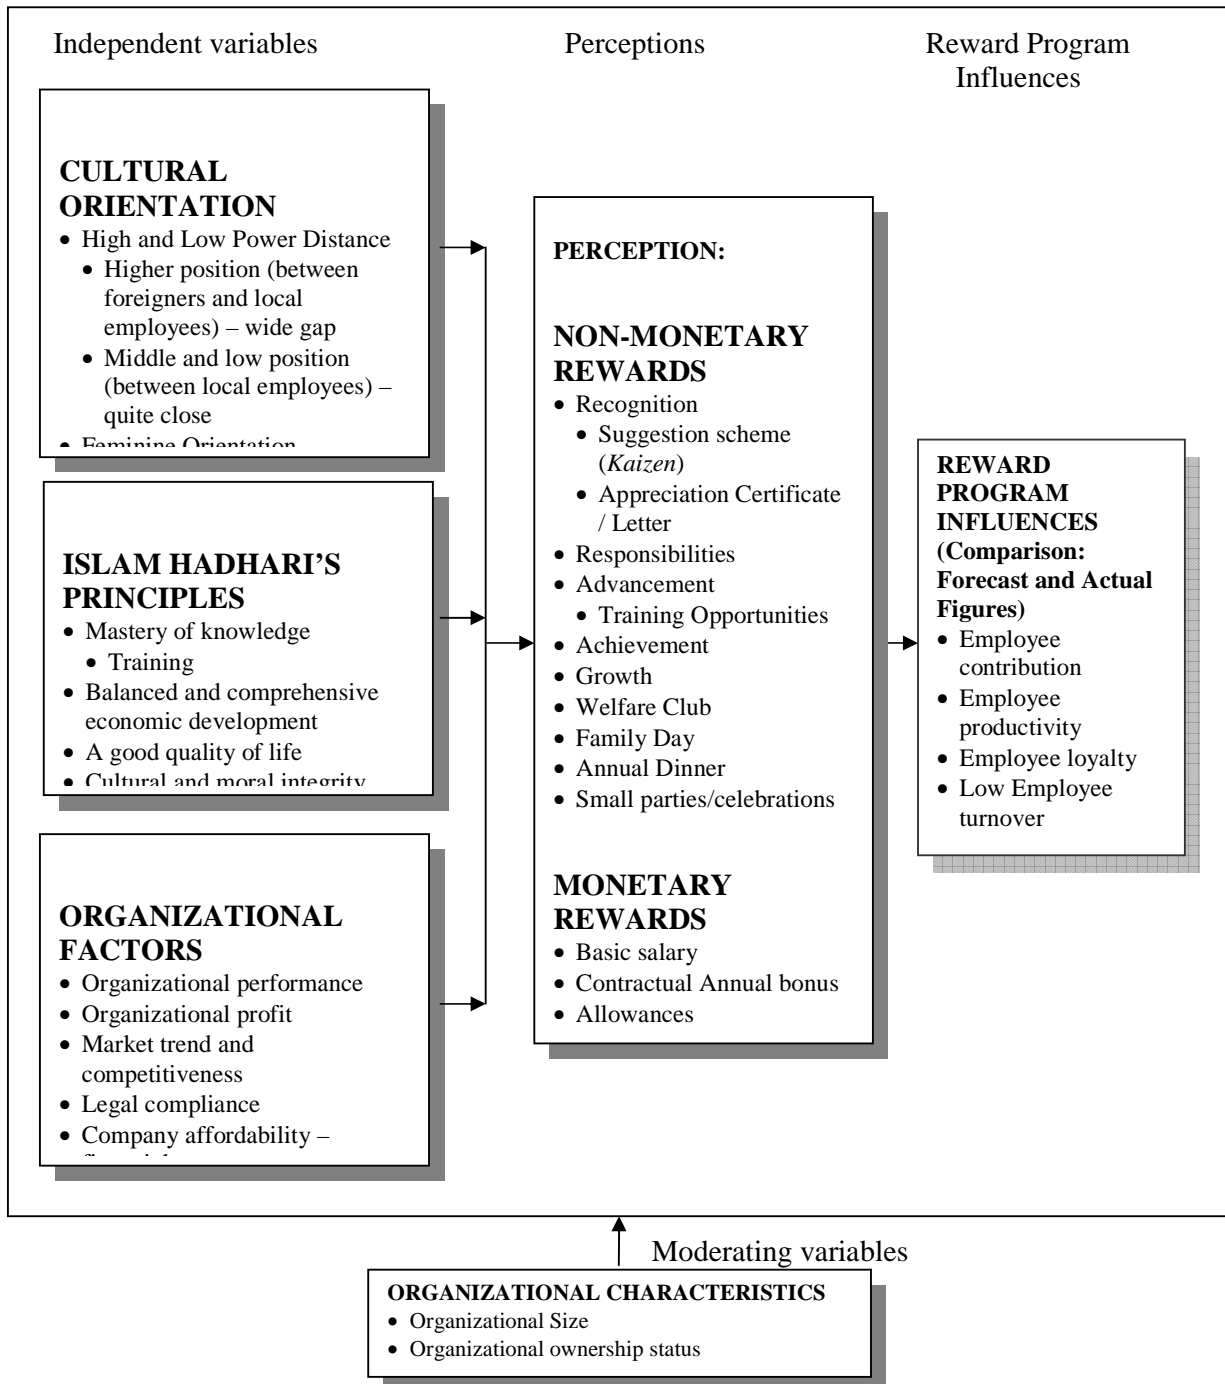 Independent variables
Perceptions
Reward Program
Influences
CULTURAL
ORIENTATION
• High and Low Power Distance
• Higher position (between
foreigners and local
employees) – wide gap
• Middle and low position
(between local employees) –
quite close
• Feminine Orientation
ISLAM HADHARI’S
PRINCIPLES
• Mastery of knowledge
• Training
• Balanced and comprehensive
economic development
• A good quality of life
• Cultural and moral integrity
ORGANIZATIONAL
FACTORS
• Organizational performance
• Organizational profit
• Market trend and
competitiveness
• Legal compliance
• Company affordability –
PERCEPTION:
NON-MONETARY
REWARDS
• Recognition
• Suggestion scheme
(Kaizen)
• Appreciation Certificate
/ Letter
• Responsibilities
• Advancement
• Training Opportunities
• Achievement
• Growth
• Welfare Club
• Family Day
• Annual Dinner
• Small parties/celebrations
MONETARY
REWARDS
• Basic salary
• Contractual Annual bonus
• Allowances
REWARD
PROGRAM
INFLUENCES
(Comparison:
Forecast and Actual
Figures)
• Employee
contribution
• Employee
productivity
• Employee loyalty
• Low Employee
turnover
Moderating variables
ORGANIZATIONAL CHARACTERISTICS
• Organizational Size
• Organizational ownership status